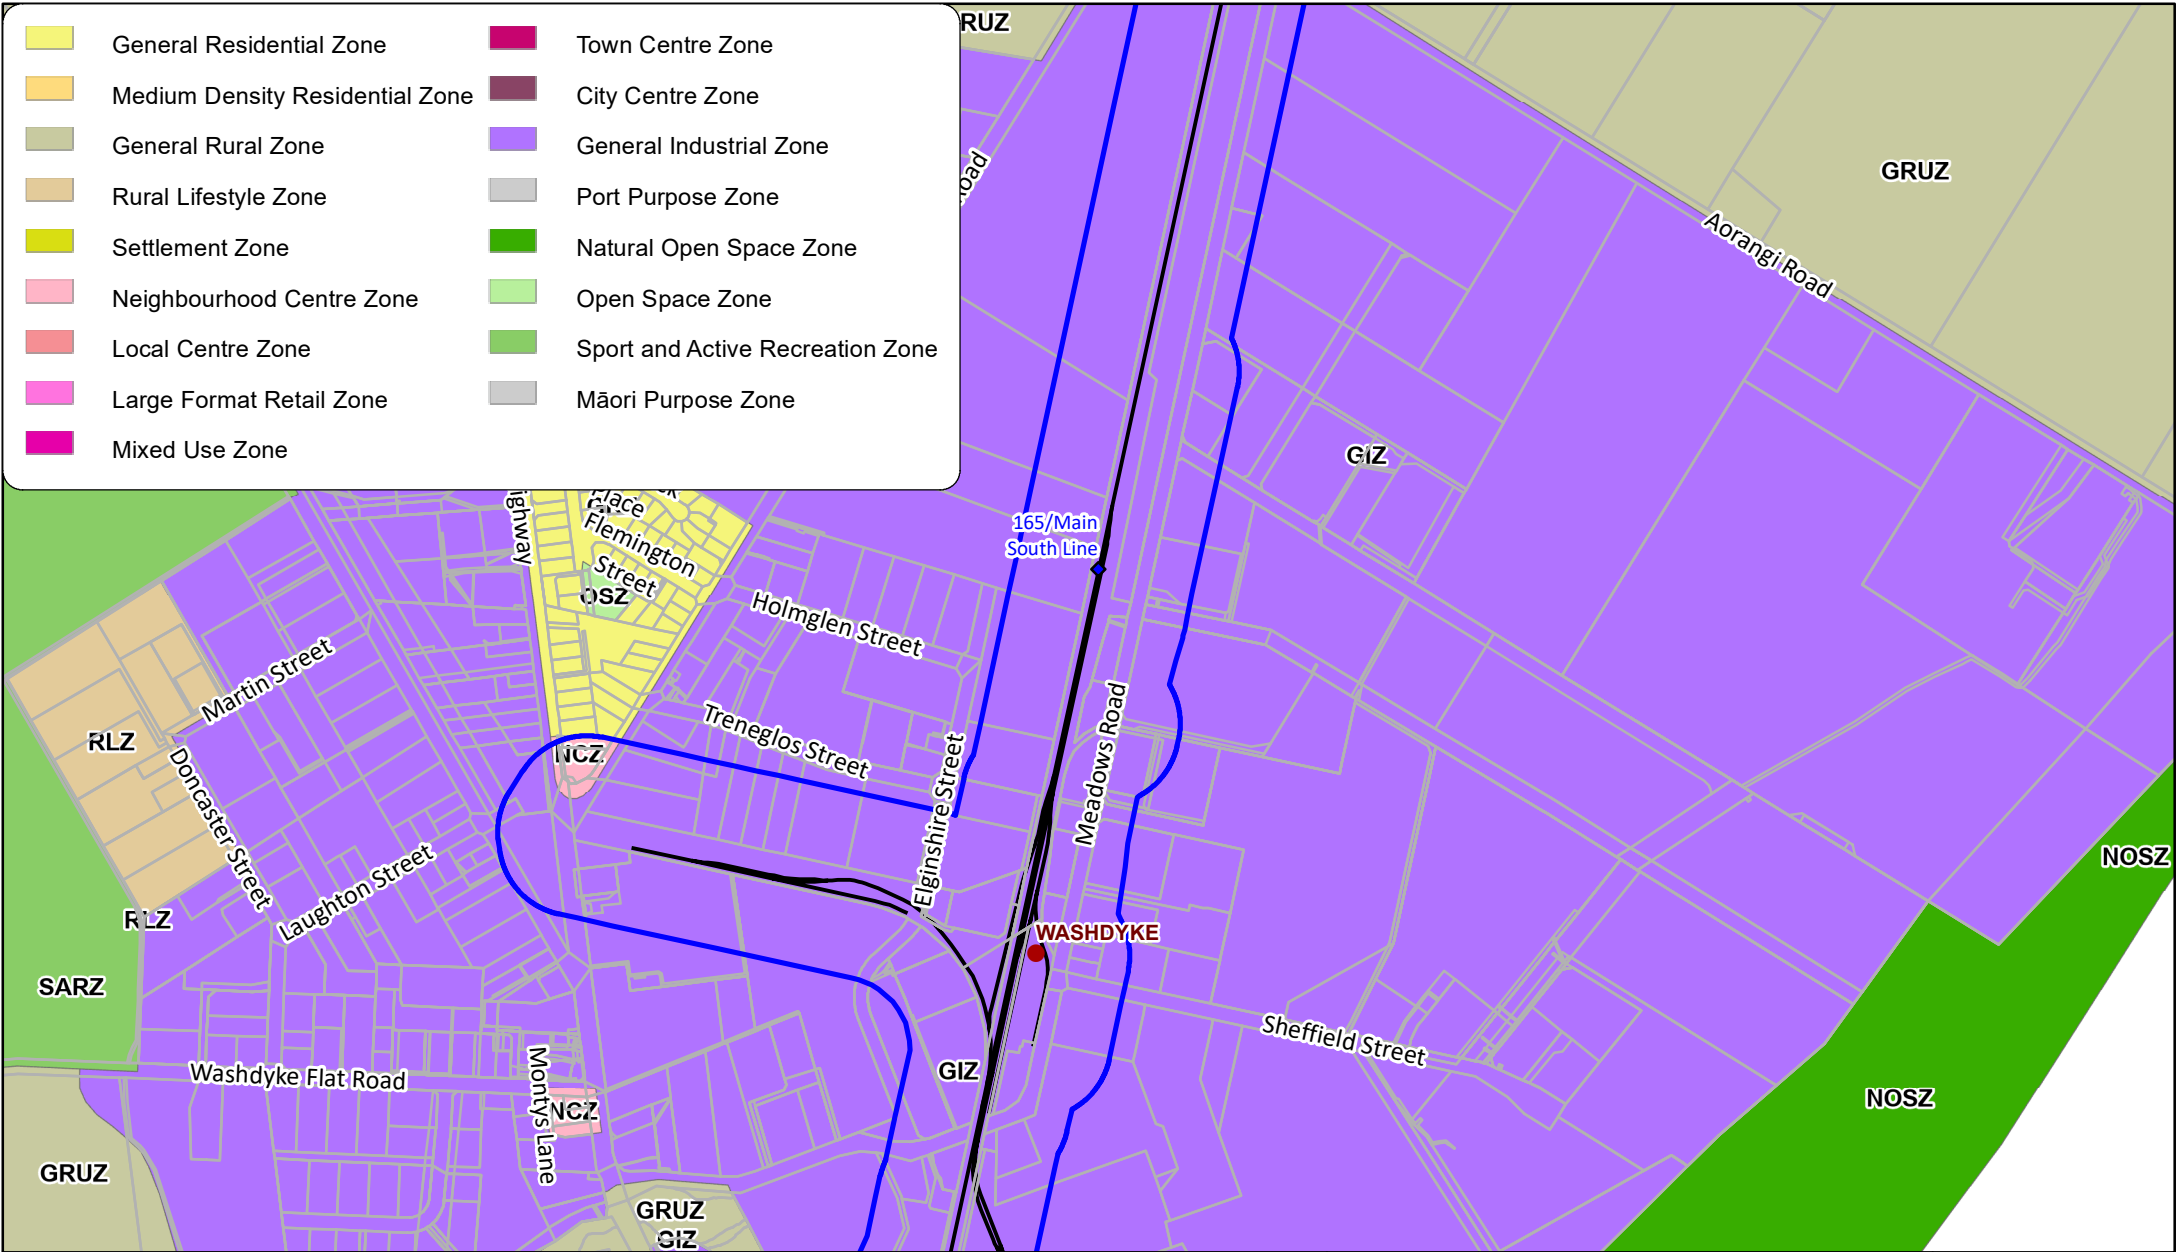 General Residential Zone
Medium Density Residential Zone
General Rural Zone
Rural Lifestyle Zone
Settlement Zone
Neighbourhood Centre Zone
Local Centre Zone
Large Format Retail Zone
Mixed Use Zone
Town Centre Zone
City Centre Zone
General Industrial Zone
Port Purpose Zone
Natural Open Space Zone
Open Space Zone
Sport and Active Recreation Zone
Māori Purpose Zone
RUZ
GRUZ
Aorangi Road
GIZ
165/Main
South Line
Place
Flemington
Street
OSZ
Holmglen Street
Martin Street
RLZ
Treneglos Street
NCZ
Meadows Road
Elginshire Street
Doncaster Street
Laughton Street
RLZ
NOSZ
WASHDYKE
SARZ
Sheffield Street
GIZ
Washdyke Flat Road
Montys Lane
NCZ
NOSZ
GRUZ
GRUZ
GIZ